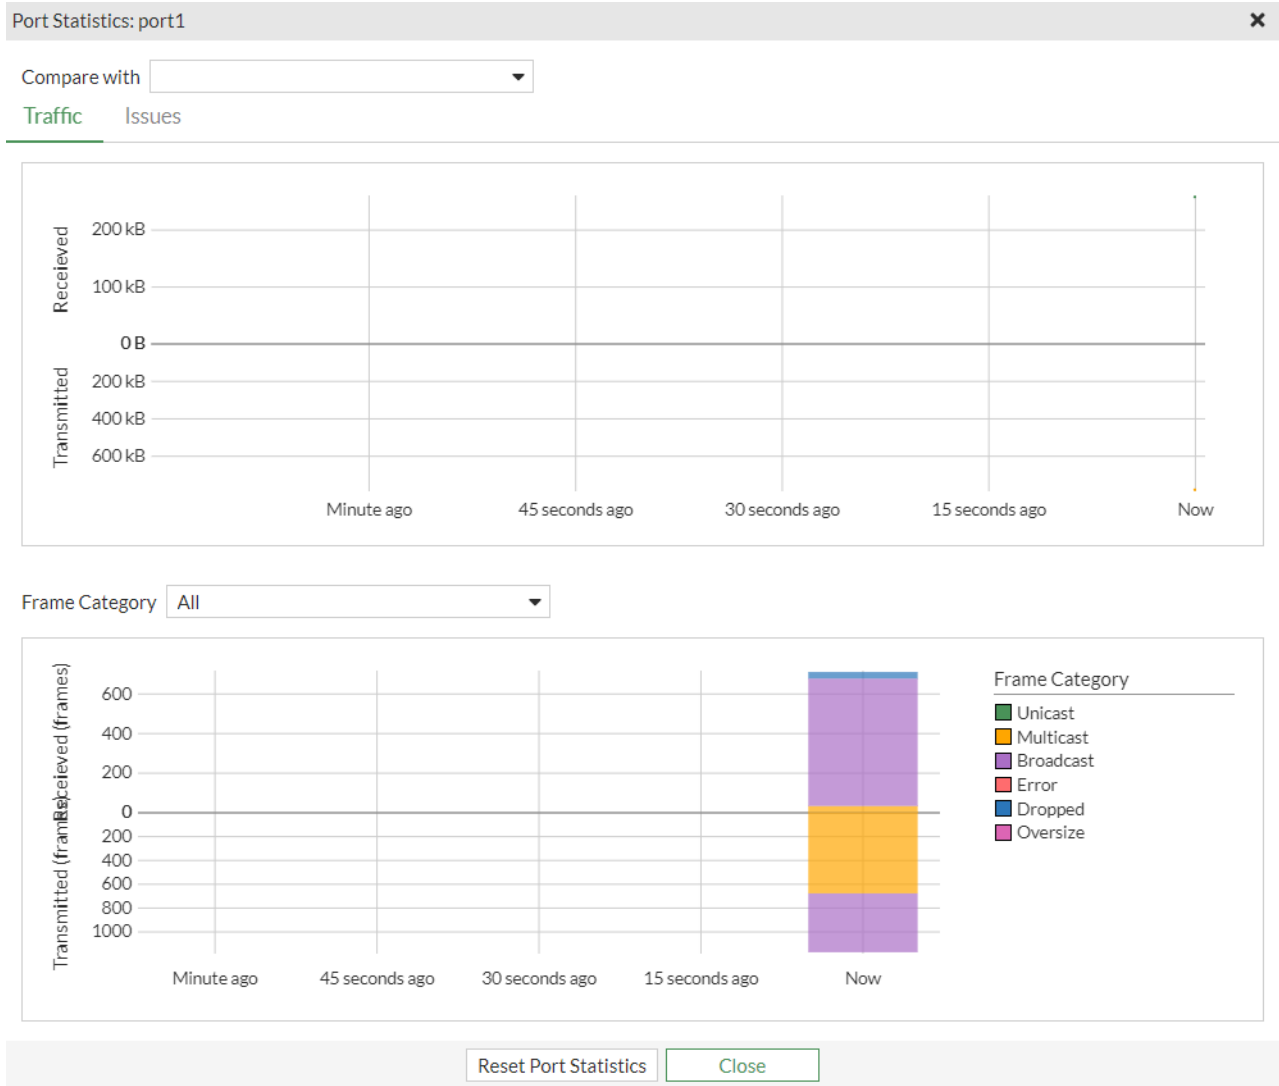 Port Statistics: port1
Compare with
Traffic Issues
Receieved
200 kB
100 kB
0 B
Transmitted
200 kB
400 kB
600 kB
Minute ago 45 seconds ago 30 seconds ago 15 seconds ago Now
Frame Category All
Receieved (frames)
600
400
200
0
Transmitted (frames)
200
400
600
800
1000
Minute ago 45 seconds ago 30 seconds ago 15 seconds ago Now
Frame Category
Unicast
Multicast
Broadcast
Error
Dropped
Oversize
Reset Port Statistics Close